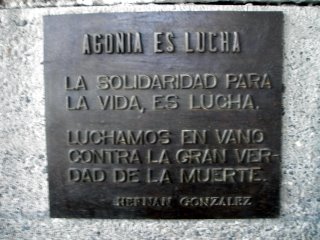 AGONIA ES LUCHA
LA SOLIDARIDAD PARA
LA VIDA, ES LUCHA.
LUCHAMOS EN VANO
CONTRA LA GRAN VER-
DAD DE LA MUERTE.
HERNAN GONZALEZ